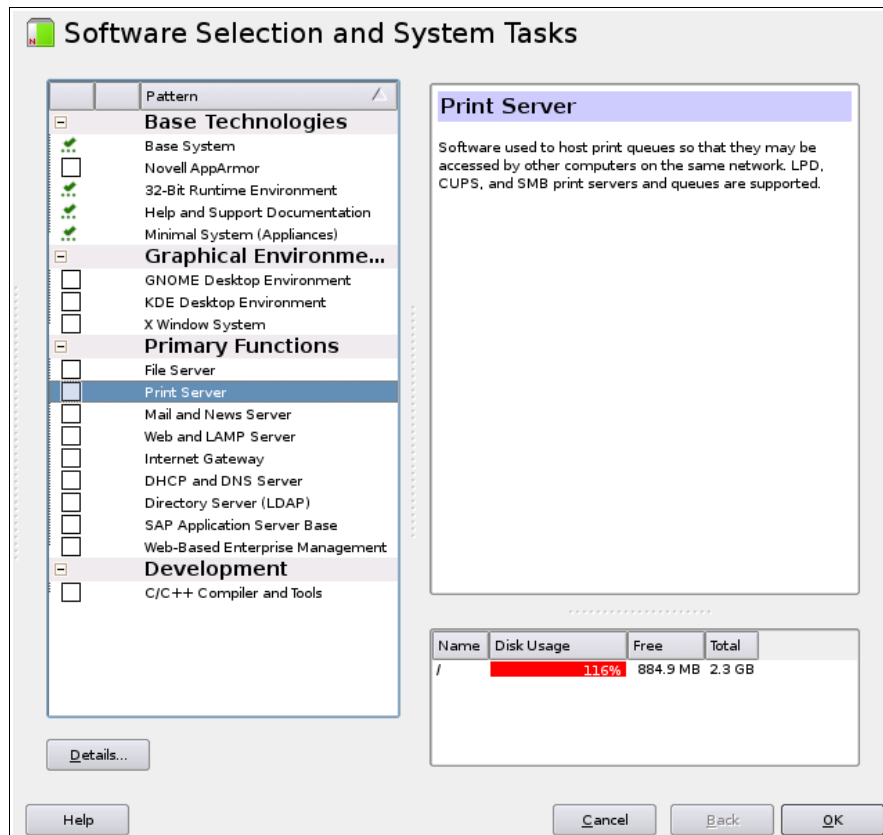 Software Selection and System Tasks
Pattern
Base Technologies
Base System
Novell AppArmor
32-Bit Runtime Environment
Help and Support Documentation
Minimal System (Appliances)
Graphical Environme...
GNOME Desktop Environment
KDE Desktop Environment
X Window System
Primary Functions
File Server
Print Server
Mail and News Server
Web and LAMP Server
Internet Gateway
DHCP and DNS Server
Directory Server (LDAP)
SAP Application Server Base
Web-Based Enterprise Management
Development
C/C++ Compiler and Tools
Details...
Print Server
Software used to host print queues so that they may be
accessed by other computers on the same network. LPD,
CUPS, and SMB print servers and queues are supported.
Name Disk Usage Free Total
/ 116% 884.9 MB 2.3 GB
Help Cancel Back OK